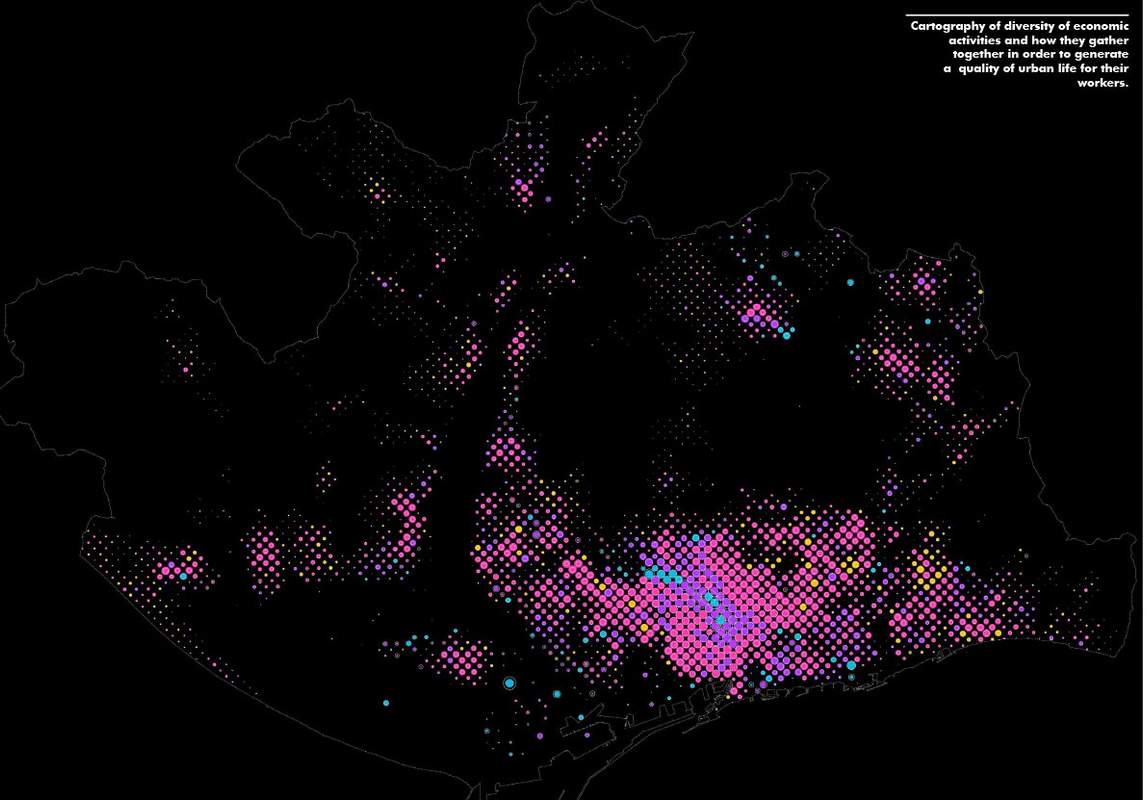 Cartography of diversity of economic
activities and how they gather
together in order to generate
a  quality of urban life for their
workers.